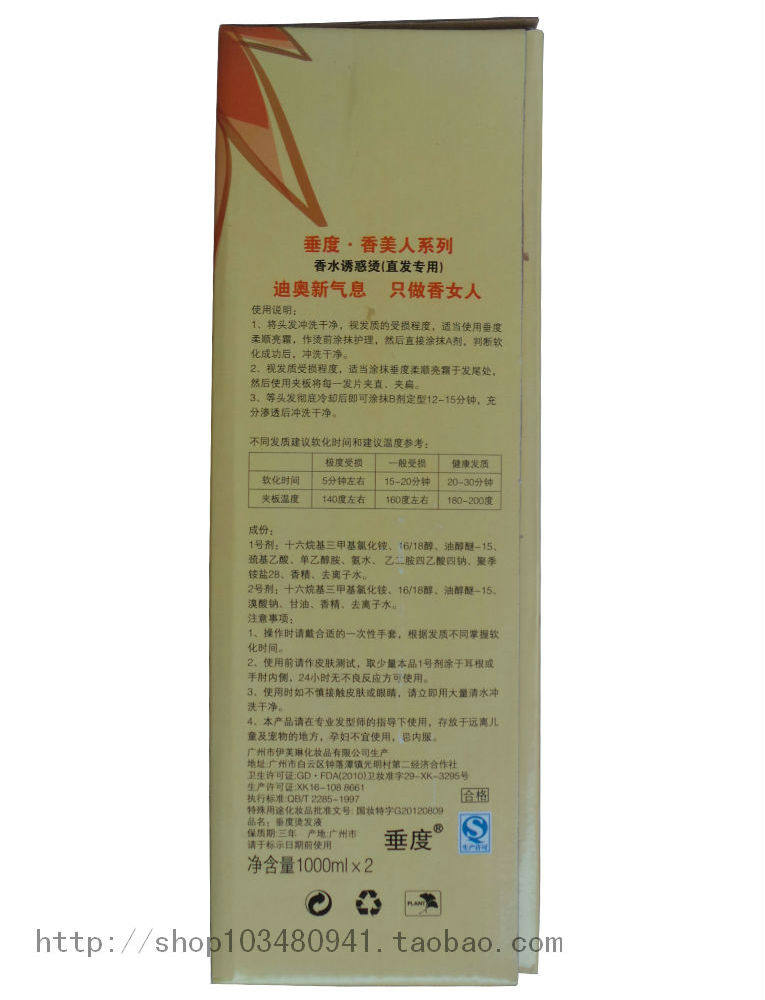 垂度·香美人系列
香水诱惑烫(直发专用)
迪奥新气息 只做香女人
使用说明:
1、将头发冲洗干净，视发质的受损程度，适当使用垂度
柔顺亮霜，作烫前涂抹护理，然后直接涂抹A剂，判断软
化成功后，冲洗干净。
2、视发质受损程度，适当涂抹垂度柔顺亮霜于发尾处，
然后使用夹板将每一发片夹直、夹扁。
3、等头发彻底冷却后即可涂抹B剂定型12-15分钟，充
分渗透后冲洗干净。
不同发质建议软化时间和建议温度参考:
极度受损 一般受损 健康发质
软化时间 5分钟左右 15-20分钟 20-30分钟
夹板温度 140度左右 160度左右 180-200度
成份:
1号剂: 十六烷基三甲基氯化铵、16/18醇、油醇醚-15、
巯基乙酸、单乙醇胺、氨水、乙二胺四乙酸四钠、聚季
铵盐28、香精、去离子水。
2号剂: 十六烷基三甲基氯化铵、16/18醇、油醇醚-15、
溴酸钠、甘油、香精、去离子水。
注意事项:
1、操作时请戴合适的一次性手套，根据发质不同掌握软
化时间。
2、使用前请作皮肤测试，取少量本品1号剂涂于耳根或
手肘内侧，24小时无不良反应方可使用。
3、使用时如不慎接触皮肤或眼睛，请立即用大量清水冲
洗干净。
4、本产品请在专业发型师的指导下使用，存放于远离儿
童及宠物的地方，孕妇不宜使用，忌内服。
广州市伊芙琳化妆品有限公司生产
地址:广州市白云区钟落潭镇光明村第二经济合作社
卫生许可证:GD·FDA(2010)卫妆准字29-XK-3295号
生产许可证:XK16-108 8661
执行标准:QB/T 2285-1997
特殊用途化妆品批准文号: 国妆特字G20120809
品名: 垂度烫发液
保质期:三年 产地:广州市
请于标示日期前使用
合格
垂度®
生产许可
净含量1000ml×2
PLANT
http://shop103480941.taobao.com